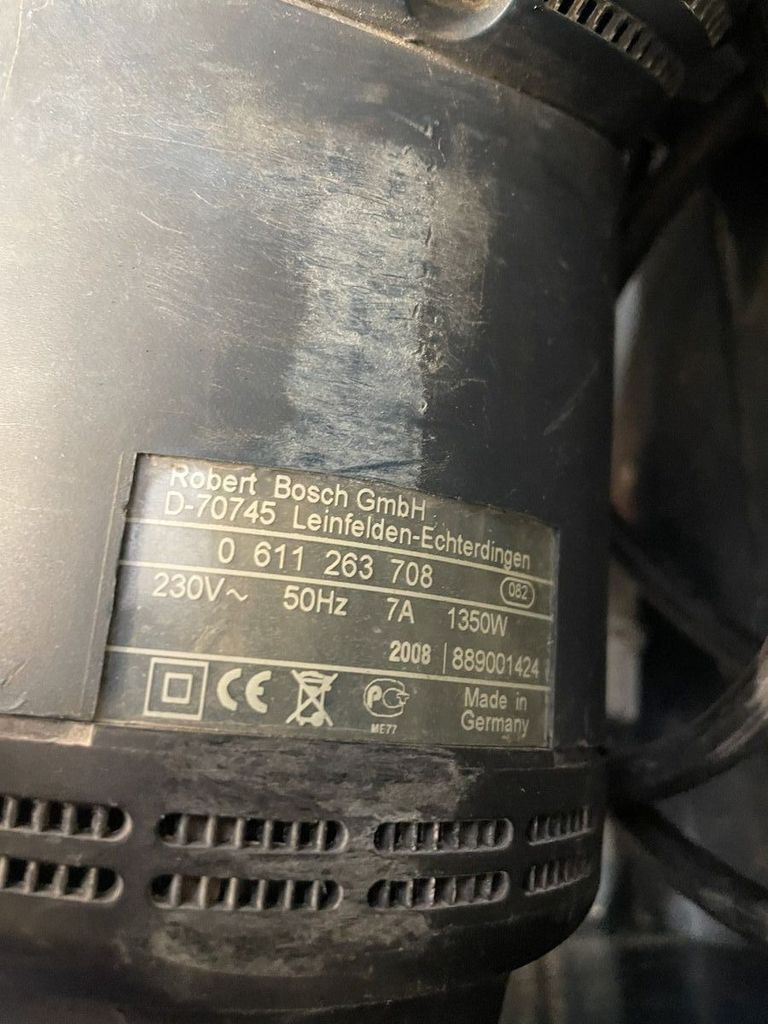 Robert Bosch GmbH
D-70745 Leinfelden-Echterdingen
0 611 263 708 082
230V~ 50Hz 7A 1350W
2008 | 889001424
CE PG Made in
ME77 Germany